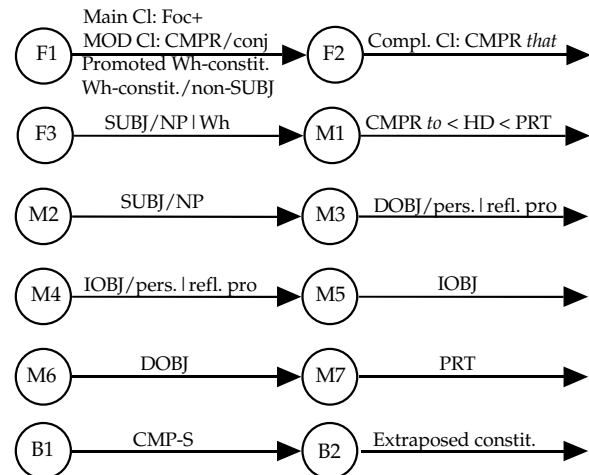 Main Cl: Foc+
MOD Cl: CMPR/conj
F1 Promoted Wh-constit. F2 Compl. Cl: CMPR that
Wh-constit./non-SUBJ
F3 SUBJ/NP|Wh M1 CMPR to < HD < PRT
M2 SUBJ/NP M3 DOBJ/pers.|refl. pro
M4 IOBJ/pers.|refl. pro M5 IOBJ
M6 DOBJ M7 PRT
B1 CMP-S B2 Extraposed constit.